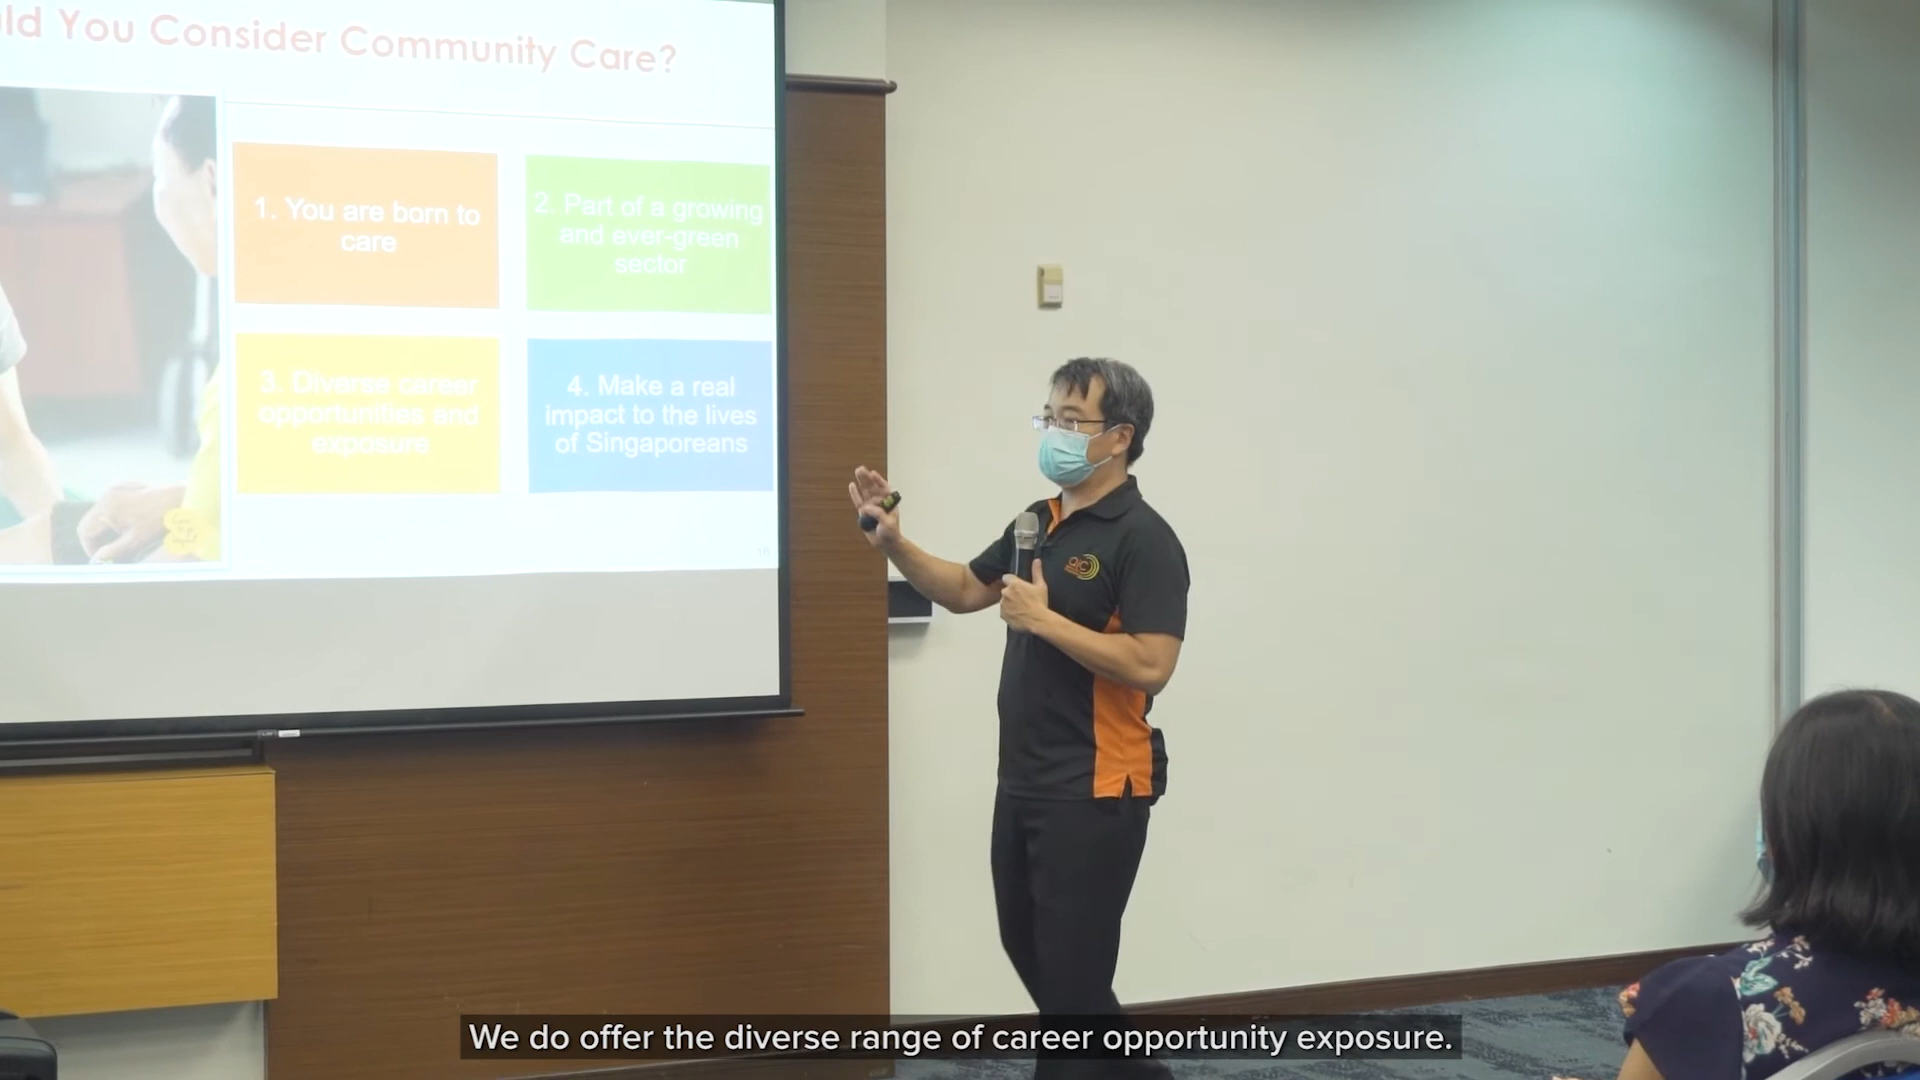 ld You Consider Community Care?
1. You are born to
care
2. Part of a growing
and ever-green
sector
3. Diverse career
opportunities and
exposure
4. Make a real
impact to the lives
of Singaporeans
We do offer the diverse range of career opportunity exposure.